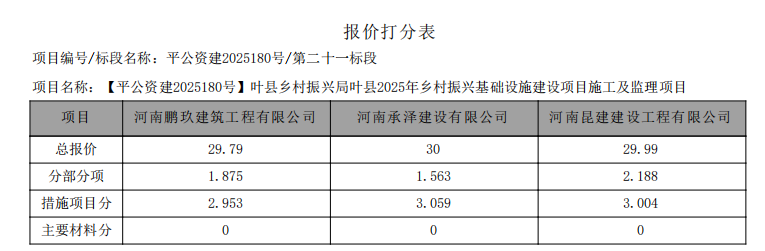 报价打分表
项目编号/标段名称：平公资建2025180号/第二十一标段
项目名称：【平公资建2025180号】叶县乡村振兴局叶县2025年乡村振兴基础设施建设项目施工及监理项目
项目 河南鹏玖建筑工程有限公司 河南承泽建设有限公司 河南昆建建设工程有限公司
总报价 29.79 30 29.99
分部分项 1.875 1.563 2.188
措施项目分 2.953 3.059 3.004
主要材料分 0 0 0